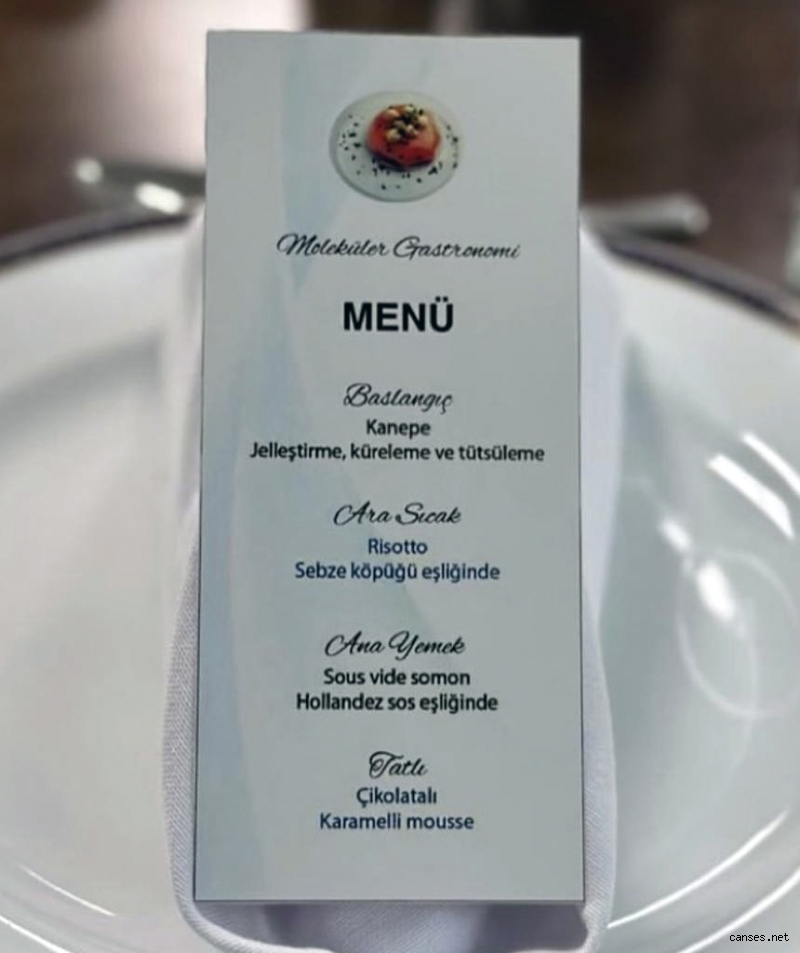 Moleküler Gastronomi
MENÜ
Baslangıç
Kanepe
Jelleştirme, küreleme ve tütsüleme
Ara Sıcak
Risotto
Sebze köpüğü eşliğinde
Ana Yemek
Sous vide somon
Hollandez sos eşliğinde
Tatlı
Çikolatalı
Karamelli mousse
canses.net